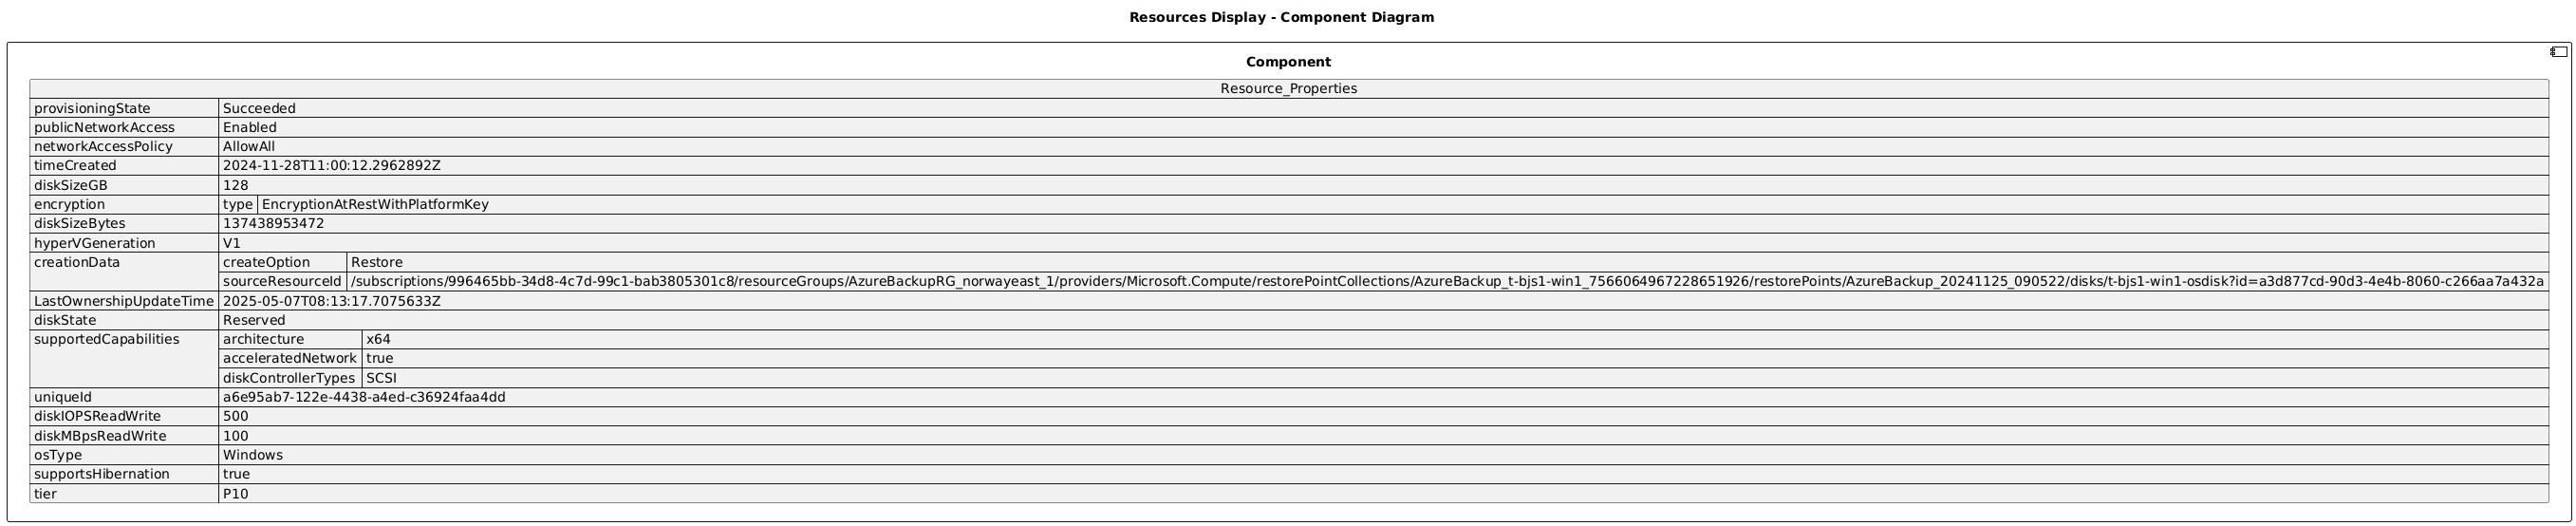 Resources Display - Component Diagram
Component
Resource_Properties
provisioningState Succeeded
publicNetworkAccess Enabled
networkAccessPolicy AllowAll
timeCreated 2024-11-28T11:00:12.2962892Z
diskSizeGB 128
encryption type EncryptionAtRestWithPlatformKey
diskSizeBytes 137438953472
hyperVGeneration V1
creationData createOption Restore
sourceResourceId /subscriptions/996465bb-34d8-4c7d-99c1-bab3805301c8/resourceGroups/AzureBackupRG_norwayeast_1/providers/Microsoft.Compute/restorePointCollections/AzureBackup_t-bjs1-win1_7566064967228651926/restorePoints/AzureBackup_20241125_090522/disks/t-bjs1-win1-osdisk?id=a3d877cd-90d3-4e4b-8060-c266aa7a432a
LastOwnershipUpdateTime 2025-05-07T08:13:17.7075633Z
diskState Reserved
supportedCapabilities architecture x64
acceleratedNetwork true
diskControllerTypes SCSI
uniqueId a6e95ab7-122e-4438-a4ed-c36924faa4dd
diskIOPSReadWrite 500
diskMBpsReadWrite 100
osType Windows
supportsHibernation true
tier P10